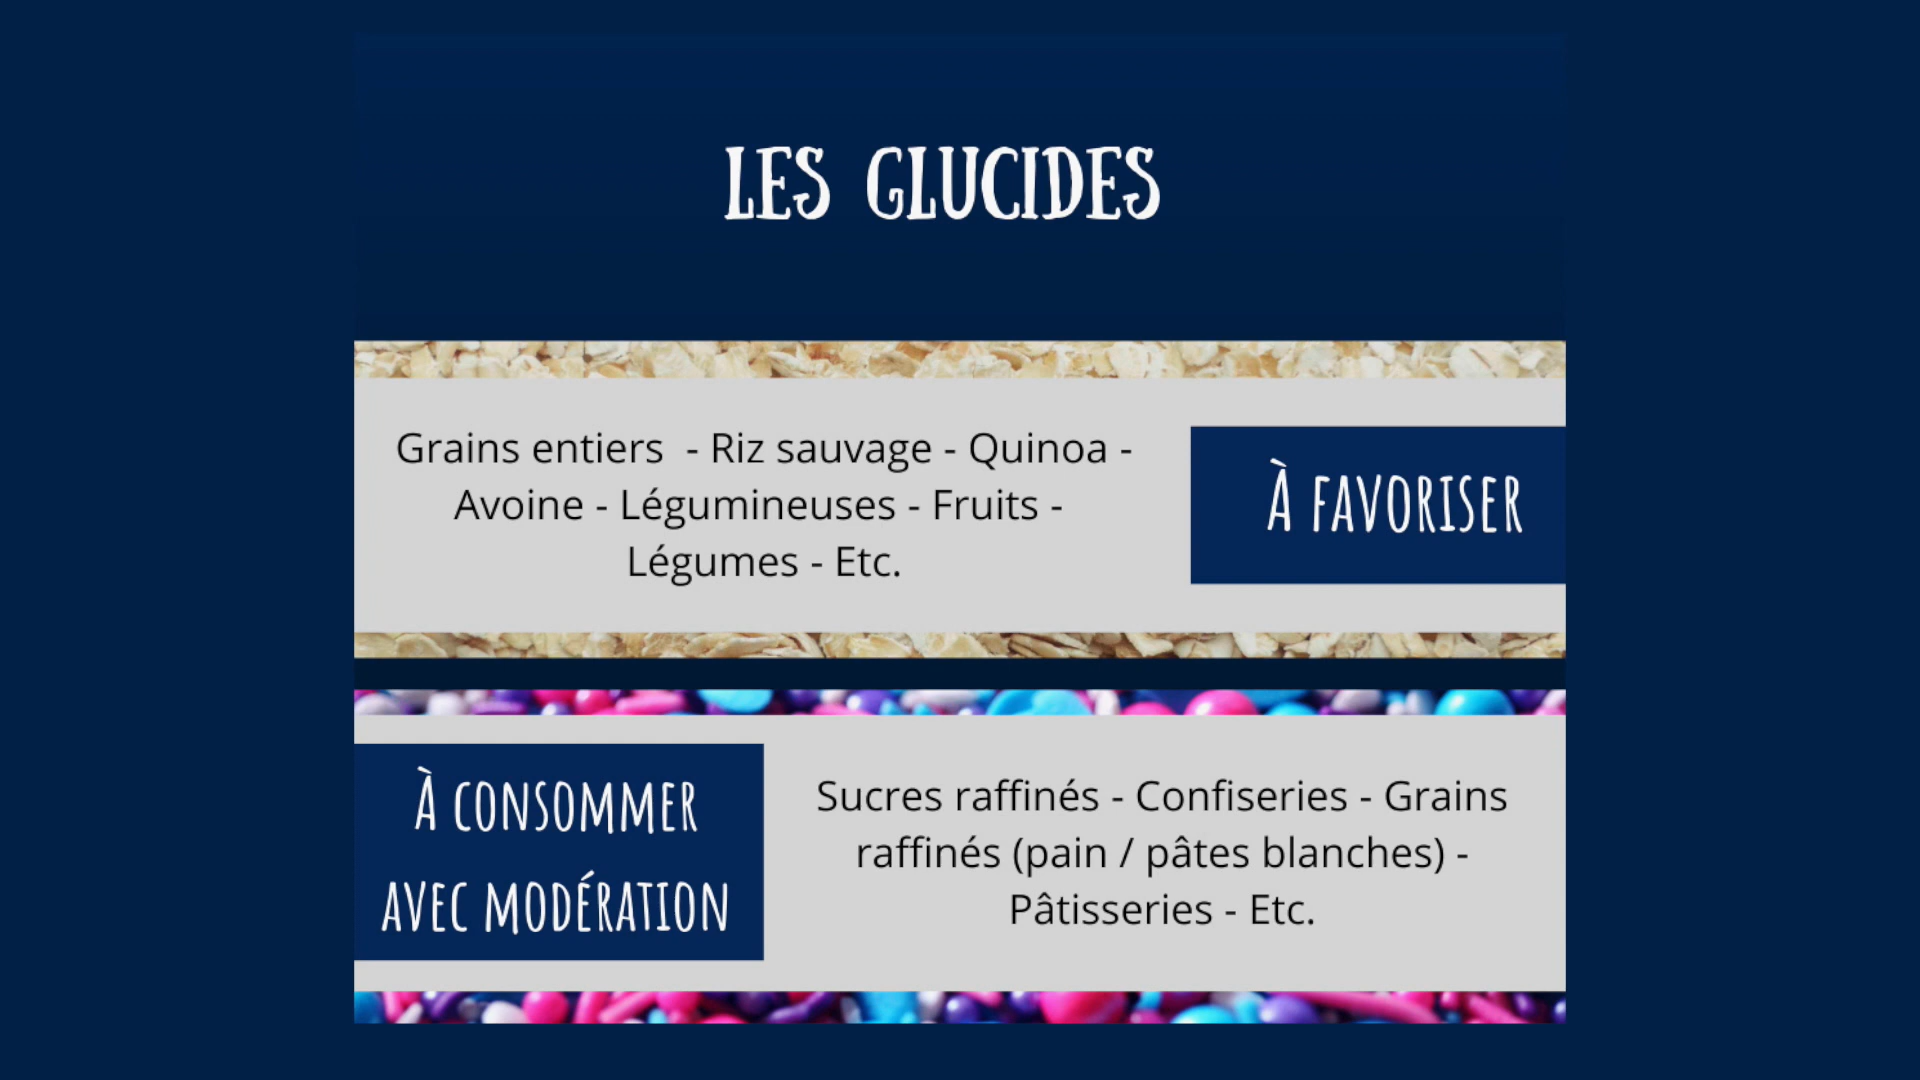 LES GLUCIDES
Grains entiers - Riz sauvage - Quinoa -
Avoine - Légumineuses - Fruits -
Légumes - Etc.
À FAVORISER
À CONSOMMER
AVEC MODÉRATION
Sucres raffinés - Confiseries - Grains
raffinés (pain / pâtes blanches) -
Pâtisseries - Etc.